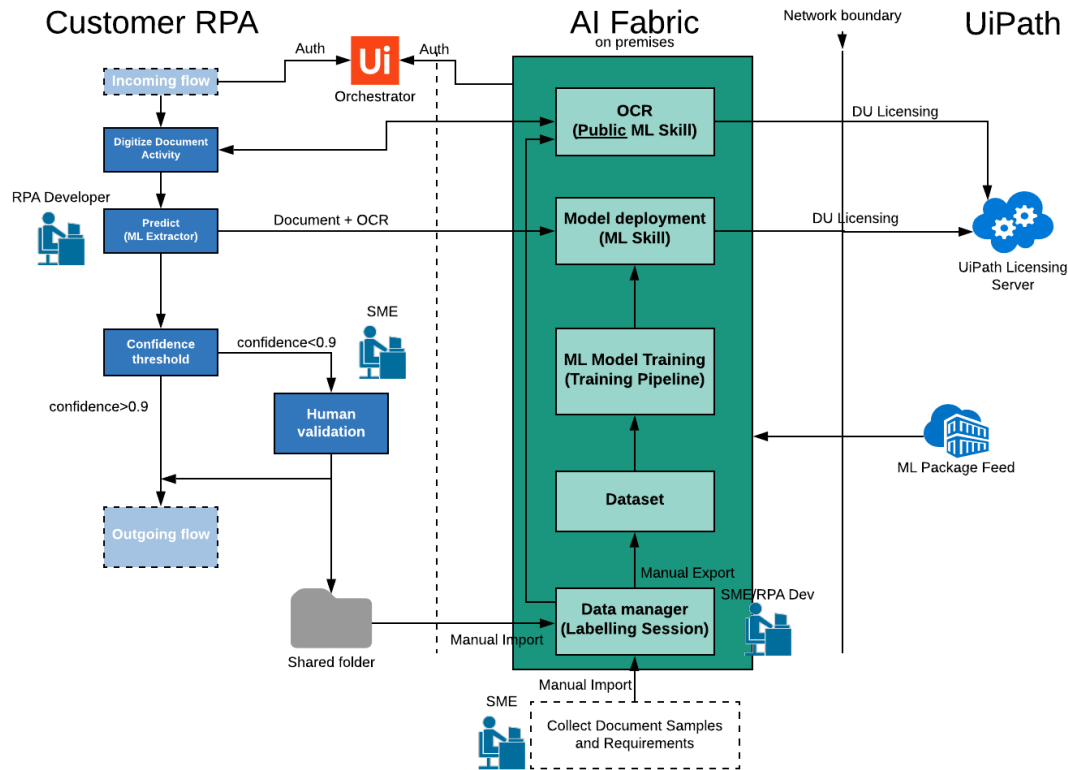 Customer RPA
AI Fabric
on premises
Network boundary
UiPath
Auth
Ui
Auth
Orchestrator
Incoming flow
Digitize Document
Activity
OCR
(Public ML Skill)
DU Licensing
RPA Developer
Predict
(ML Extractor)
Document + OCR
Model deployment
(ML Skill)
DU Licensing
UiPath Licensing
Server
SME
Confidence
threshold
confidence<0.9
ML Model Training
(Training Pipeline)
confidence>0.9
Human
validation
ML Package Feed
Dataset
Outgoing flow
Manual Export
SME/RPA Dev
Data manager
(Labelling Session)
Manual Import
Shared folder
Manual Import
SME
Collect Document Samples
and Requirements